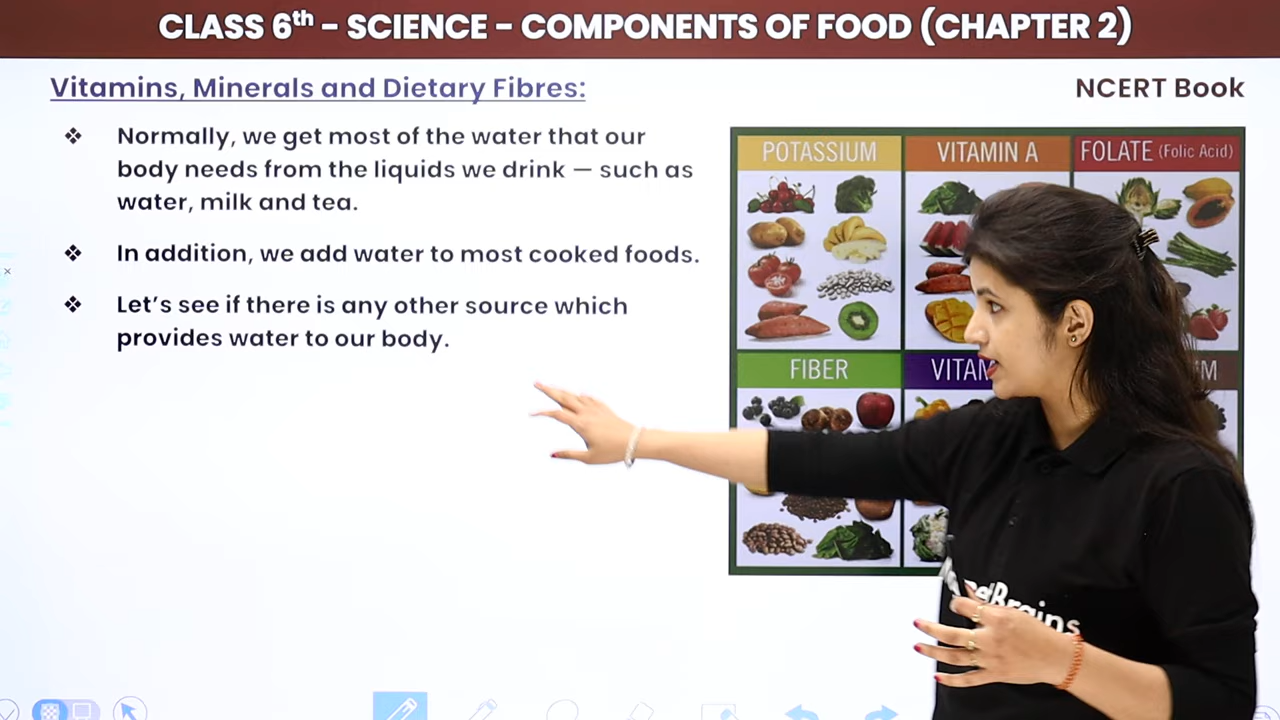 CLASS 6th – SCIENCE – COMPONENTS OF FOOD (CHAPTER 2)
Vitamins, Minerals and Dietary Fibres:
NCERT Book
❖ Normally, we get most of the water that our
body needs from the liquids we drink — such as
water, milk and tea.
❖ In addition, we add water to most cooked foods.
❖ Let's see if there is any other source which
provides water to our body.
POTASSIUM
VITAMIN A
FOLATE (Folic Acid)
FIBER